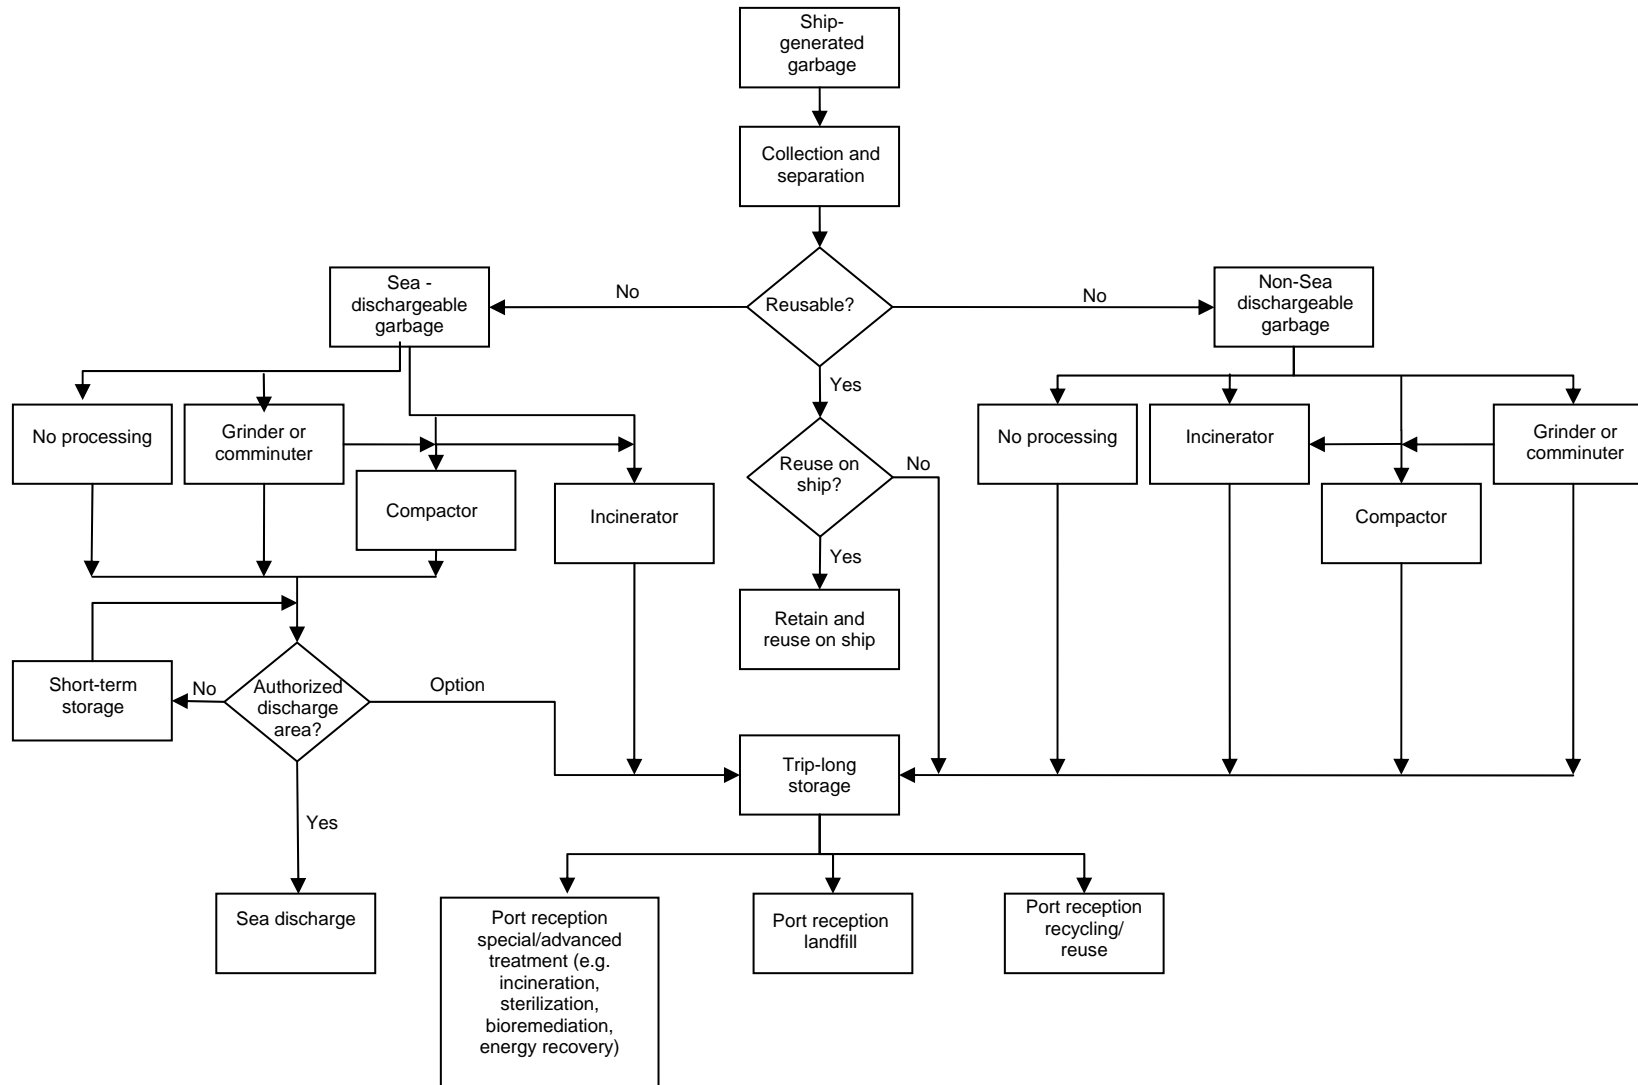 Ship-
generated
garbage
Collection and
separation
Sea -
dischargeable
garbage
No
Reusable?
No
Non-Sea
dischargeable
garbage
Yes
No processing
Grinder or
comminuter
Compactor
Incinerator
Reuse on
ship?
No
No processing
Incinerator
Grinder or
comminuter
Compactor
Yes
Retain and
reuse on ship
Short-term
storage
No
Authorized
discharge
area?
Option
Trip-long
storage
Yes
Sea discharge
Port reception
special/advanced
treatment (e.g.
incineration,
sterilization,
bioremediation,
energy recovery)
Port reception
landfill
Port reception
recycling/
reuse